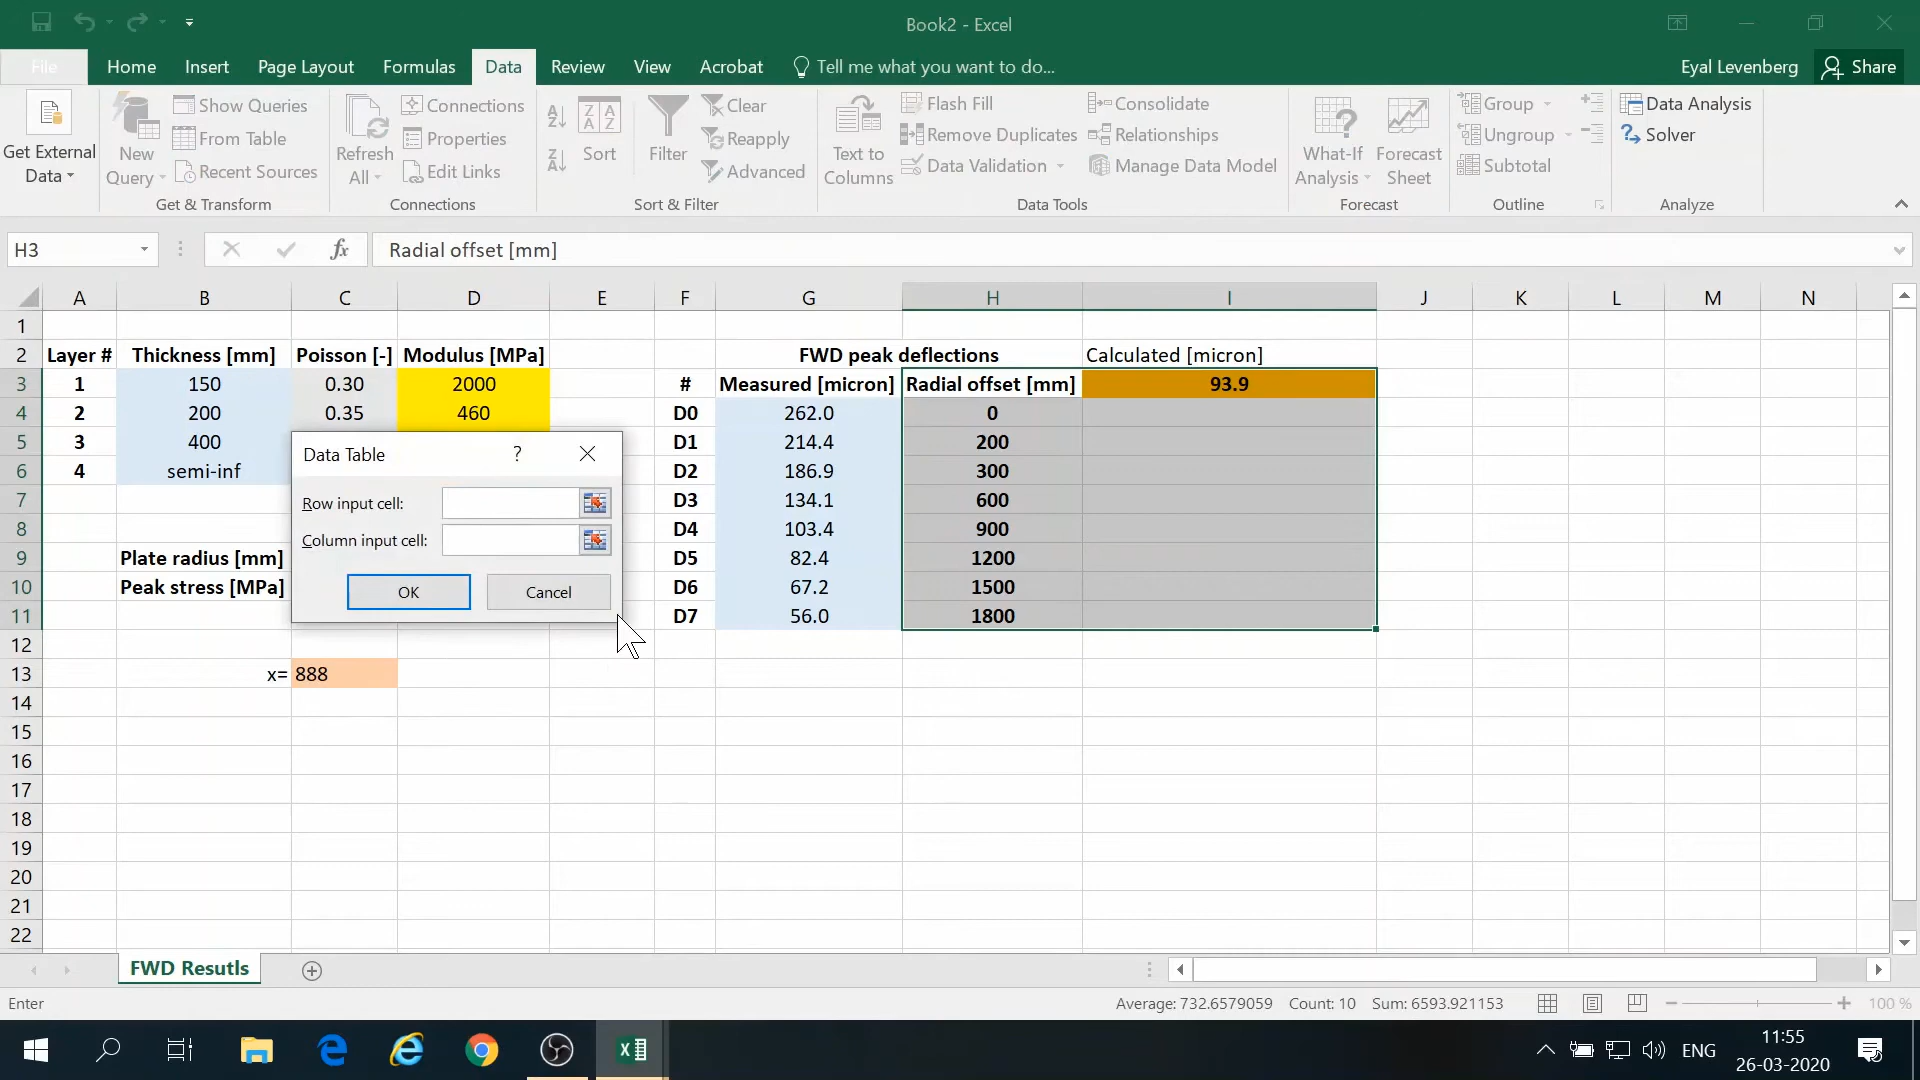 Book2 - Excel
File Home Insert Page Layout Formulas Data Review View Acrobat Tell me what you want to do... Eyal Levenberg Share
Get External Data
New Query
Show Queries
From Table
Recent Sources
Get & Transform
Refresh All
Connections
Properties
Edit Links
Connections
A Z
Z A
Z A A Z
Sort
Filter
Clear
Reapply
Advanced
Sort & Filter
Text to Columns
Flash Fill
Remove Duplicates
Data Validation
Consolidate
Relationships
Manage Data Model
Data Tools
What-If Analysis
Forecast Sheet
Forecast
Group
Ungroup
Subtotal
Outline
Data Analysis
Solver
Analyze
H3 fx Radial offset [mm]
A B C D E F G H I J K L M N
1
2 Layer # Thickness [mm] Poisson [-] Modulus [MPa] FWD peak deflections Calculated [micron]
3 1 150 0.30 2000 # Measured [micron] Radial offset [mm] 93.9
4 2 200 0.35 460 D0 262.0 0
5 3 400 D1 214.4 200
6 4 semi-inf D2 186.9 300
7 D3 134.1 600
8 D4 103.4 900
9 Plate radius [mm] D5 82.4 1200
10 Peak stress [MPa] D6 67.2 1500
11 D7 56.0 1800
12
13 x= 888
14
15
16
17
18
19
20
21
22
Data Table ?
Row input cell:
Column input cell:
OK Cancel
FWD Resutls
Enter Average: 732.6579059 Count: 10 Sum: 6593.921153 100 %
ENG 11:55
26-03-2020